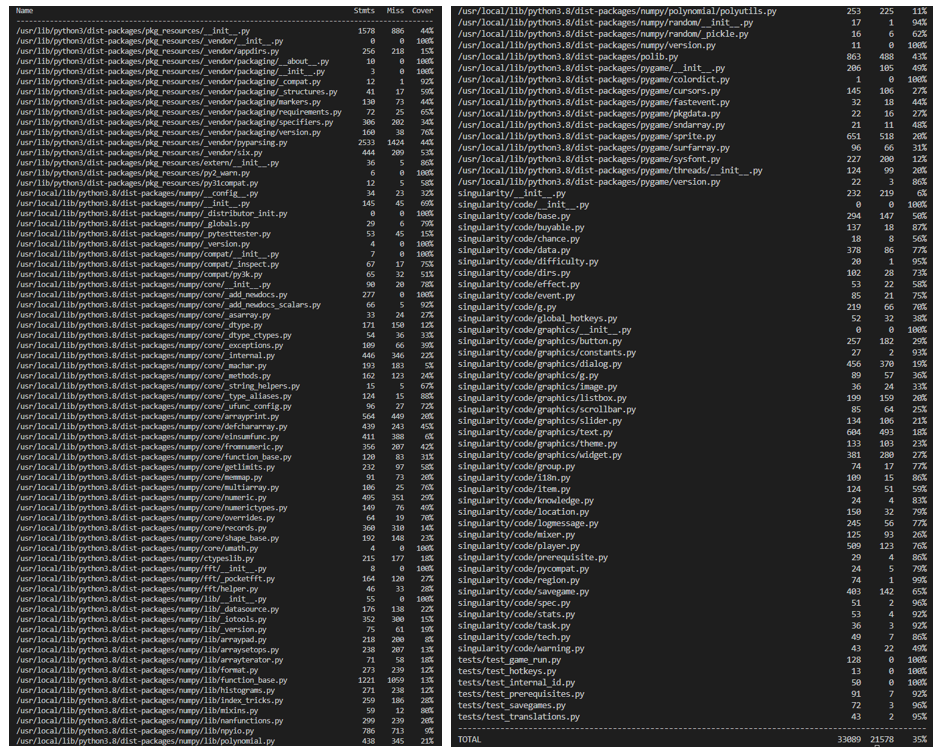 Name Stmts Miss Cover
--------------------------------------------------------------------------------
/usr/lib/python3/dist-packages/pkg_resources/__init__.py 1578 886 44%
/usr/lib/python3/dist-packages/pkg_resources/_vendor/__init__.py 0 0 100%
/usr/lib/python3/dist-packages/pkg_resources/_vendor/appdirs.py 256 218 15%
/usr/lib/python3/dist-packages/pkg_resources/_vendor/packaging/__about__.py 10 0 100%
/usr/lib/python3/dist-packages/pkg_resources/_vendor/packaging/__init__.py 3 0 100%
/usr/lib/python3/dist-packages/pkg_resources/_vendor/packaging/_compat.py 12 1 92%
/usr/lib/python3/dist-packages/pkg_resources/_vendor/packaging/_structures.py 41 17 59%
/usr/lib/python3/dist-packages/pkg_resources/_vendor/packaging/markers.py 130 73 44%
/usr/lib/python3/dist-packages/pkg_resources/_vendor/packaging/requirements.py 72 25 65%
/usr/lib/python3/dist-packages/pkg_resources/_vendor/packaging/specifiers.py 306 202 34%
/usr/lib/python3/dist-packages/pkg_resources/_vendor/packaging/version.py 160 38 76%
/usr/lib/python3/dist-packages/pkg_resources/_vendor/pyparsing.py 2533 1424 44%
/usr/lib/python3/dist-packages/pkg_resources/_vendor/six.py 444 209 53%
/usr/lib/python3/dist-packages/pkg_resources/extern/__init__.py 36 5 86%
/usr/lib/python3/dist-packages/pkg_resources/py2_warn.py 6 0 100%
/usr/lib/python3/dist-packages/pkg_resources/py31compat.py 12 5 58%
/usr/local/lib/python3.8/dist-packages/numpy/__config__.py 34 23 32%
/usr/local/lib/python3.8/dist-packages/numpy/__init__.py 145 45 69%
/usr/local/lib/python3.8/dist-packages/numpy/_distributor_init.py 0 0 100%
/usr/local/lib/python3.8/dist-packages/numpy/_globals.py 29 6 79%
/usr/local/lib/python3.8/dist-packages/numpy/_pytesttester.py 53 45 15%
/usr/local/lib/python3.8/dist-packages/numpy/_version.py 4 0 100%
/usr/local/lib/python3.8/dist-packages/numpy/compat/__init__.py 7 0 100%
/usr/local/lib/python3.8/dist-packages/numpy/compat/_inspect.py 67 17 75%
/usr/local/lib/python3.8/dist-packages/numpy/compat/py3k.py 65 32 51%
/usr/local/lib/python3.8/dist-packages/numpy/core/__init__.py 90 20 78%
/usr/local/lib/python3.8/dist-packages/numpy/core/_add_newdocs.py 277 0 100%
/usr/local/lib/python3.8/dist-packages/numpy/core/_add_newdocs_scalars.py 66 5 92%
/usr/local/lib/python3.8/dist-packages/numpy/core/_asarray.py 33 24 27%
/usr/local/lib/python3.8/dist-packages/numpy/core/_dtype.py 171 150 12%
/usr/local/lib/python3.8/dist-packages/numpy/core/_dtype_ctypes.py 54 36 33%
/usr/local/lib/python3.8/dist-packages/numpy/core/_exceptions.py 109 66 39%
/usr/local/lib/python3.8/dist-packages/numpy/core/_internal.py 446 346 22%
/usr/local/lib/python3.8/dist-packages/numpy/core/_machar.py 193 183 5%
/usr/local/lib/python3.8/dist-packages/numpy/core/_methods.py 162 123 24%
/usr/local/lib/python3.8/dist-packages/numpy/core/_string_helpers.py 15 5 67%
/usr/local/lib/python3.8/dist-packages/numpy/core/_type_aliases.py 124 15 88%
/usr/local/lib/python3.8/dist-packages/numpy/core/_ufunc_config.py 96 27 72%
/usr/local/lib/python3.8/dist-packages/numpy/core/arrayprint.py 564 449 20%
/usr/local/lib/python3.8/dist-packages/numpy/core/defchararray.py 439 243 45%
/usr/local/lib/python3.8/dist-packages/numpy/core/einsumfunc.py 411 388 6%
/usr/local/lib/python3.8/dist-packages/numpy/core/fromnumeric.py 356 207 42%
/usr/local/lib/python3.8/dist-packages/numpy/core/function_base.py 120 83 31%
/usr/local/lib/python3.8/dist-packages/numpy/core/getlimits.py 232 97 58%
/usr/local/lib/python3.8/dist-packages/numpy/core/memmap.py 91 73 20%
/usr/local/lib/python3.8/dist-packages/numpy/core/multiarray.py 106 25 76%
/usr/local/lib/python3.8/dist-packages/numpy/core/numeric.py 495 351 29%
/usr/local/lib/python3.8/dist-packages/numpy/core/numerictypes.py 149 76 49%
/usr/local/lib/python3.8/dist-packages/numpy/core/overrides.py 64 19 70%
/usr/local/lib/python3.8/dist-packages/numpy/core/records.py 360 310 14%
/usr/local/lib/python3.8/dist-packages/numpy/core/shape_base.py 192 148 23%
/usr/local/lib/python3.8/dist-packages/numpy/core/umath.py 4 0 100%
/usr/local/lib/python3.8/dist-packages/numpy/ctypeslib.py 215 177 18%
/usr/local/lib/python3.8/dist-packages/numpy/fft/__init__.py 8 0 100%
/usr/local/lib/python3.8/dist-packages/numpy/fft/_pocketfft.py 164 120 27%
/usr/local/lib/python3.8/dist-packages/numpy/fft/helper.py 46 33 28%
/usr/local/lib/python3.8/dist-packages/numpy/lib/__init__.py 55 0 100%
/usr/local/lib/python3.8/dist-packages/numpy/lib/_datasource.py 176 138 22%
/usr/local/lib/python3.8/dist-packages/numpy/lib/_iotools.py 352 300 15%
/usr/local/lib/python3.8/dist-packages/numpy/lib/_version.py 75 61 19%
/usr/local/lib/python3.8/dist-packages/numpy/lib/arraypad.py 218 200 8%
/usr/local/lib/python3.8/dist-packages/numpy/lib/arraysetops.py 238 207 13%
/usr/local/lib/python3.8/dist-packages/numpy/lib/arrayterator.py 71 58 18%
/usr/local/lib/python3.8/dist-packages/numpy/lib/format.py 273 239 12%
/usr/local/lib/python3.8/dist-packages/numpy/lib/function_base.py 1221 1059 13%
/usr/local/lib/python3.8/dist-packages/numpy/lib/histograms.py 271 238 12%
/usr/local/lib/python3.8/dist-packages/numpy/lib/index_tricks.py 259 186 28%
/usr/local/lib/python3.8/dist-packages/numpy/lib/mixins.py 59 12 80%
/usr/local/lib/python3.8/dist-packages/numpy/lib/nanfunctions.py 299 239 20%
/usr/local/lib/python3.8/dist-packages/numpy/lib/npyio.py 786 713 9%
/usr/local/lib/python3.8/dist-packages/numpy/lib/polynomial.py 438 345 21%
/usr/local/lib/python3.8/dist-packages/numpy/polynomial/polyutils.py 253 225 11%
/usr/local/lib/python3.8/dist-packages/numpy/random/__init__.py 17 1 94%
/usr/local/lib/python3.8/dist-packages/numpy/random/_pickle.py 16 6 62%
/usr/local/lib/python3.8/dist-packages/numpy/version.py 11 0 100%
/usr/local/lib/python3.8/dist-packages/polib.py 863 488 43%
/usr/local/lib/python3.8/dist-packages/pygame/__init__.py 206 105 49%
/usr/local/lib/python3.8/dist-packages/pygame/colordict.py 1 0 100%
/usr/local/lib/python3.8/dist-packages/pygame/cursors.py 145 106 27%
/usr/local/lib/python3.8/dist-packages/pygame/fastevent.py 32 18 44%
/usr/local/lib/python3.8/dist-packages/pygame/pkgdata.py 22 16 27%
/usr/local/lib/python3.8/dist-packages/pygame/sndarray.py 21 11 48%
/usr/local/lib/python3.8/dist-packages/pygame/sprite.py 651 518 20%
/usr/local/lib/python3.8/dist-packages/pygame/surfarray.py 96 66 31%
/usr/local/lib/python3.8/dist-packages/pygame/sysfont.py 227 200 12%
/usr/local/lib/python3.8/dist-packages/pygame/threads/__init__.py 124 99 20%
/usr/local/lib/python3.8/dist-packages/pygame/version.py 22 3 86%
singularity/__init__.py 232 219 6%
singularity/code/__init__.py 0 0 100%
singularity/code/base.py 294 147 50%
singularity/code/buyable.py 137 18 87%
singularity/code/chance.py 18 8 56%
singularity/code/data.py 378 86 77%
singularity/code/difficulty.py 20 1 95%
singularity/code/dirs.py 102 28 73%
singularity/code/effect.py 53 22 58%
singularity/code/event.py 85 21 75%
singularity/code/g.py 219 66 70%
singularity/code/global_hotkeys.py 52 32 38%
singularity/code/graphics/__init__.py 0 0 100%
singularity/code/graphics/button.py 257 182 29%
singularity/code/graphics/constants.py 27 2 93%
singularity/code/graphics/dialog.py 456 370 19%
singularity/code/graphics/g.py 89 57 36%
singularity/code/graphics/image.py 36 24 33%
singularity/code/graphics/listbox.py 199 159 20%
singularity/code/graphics/scrollbar.py 85 64 25%
singularity/code/graphics/slider.py 134 106 21%
singularity/code/graphics/text.py 604 493 18%
singularity/code/graphics/theme.py 133 103 23%
singularity/code/graphics/widget.py 381 280 27%
singularity/code/group.py 74 17 77%
singularity/code/i18n.py 109 15 86%
singularity/code/item.py 124 51 59%
singularity/code/knowledge.py 24 4 83%
singularity/code/location.py 150 32 79%
singularity/code/logmessage.py 245 56 77%
singularity/code/mixer.py 125 93 26%
singularity/code/player.py 509 123 76%
singularity/code/prerequisite.py 29 4 86%
singularity/code/pycompat.py 24 5 79%
singularity/code/region.py 74 1 99%
singularity/code/savegame.py 403 142 65%
singularity/code/spec.py 51 2 96%
singularity/code/stats.py 53 4 92%
singularity/code/task.py 36 3 92%
singularity/code/tech.py 49 7 86%
singularity/code/warning.py 43 22 49%
tests/test_game_run.py 128 0 100%
tests/test_hotkeys.py 13 0 100%
tests/test_internal_id.py 50 0 100%
tests/test_prerequisites.py 91 7 92%
tests/test_savegames.py 72 3 96%
tests/test_translations.py 43 2 95%
--------------------------------------------------------------------------------
TOTAL 33089 21578 35%